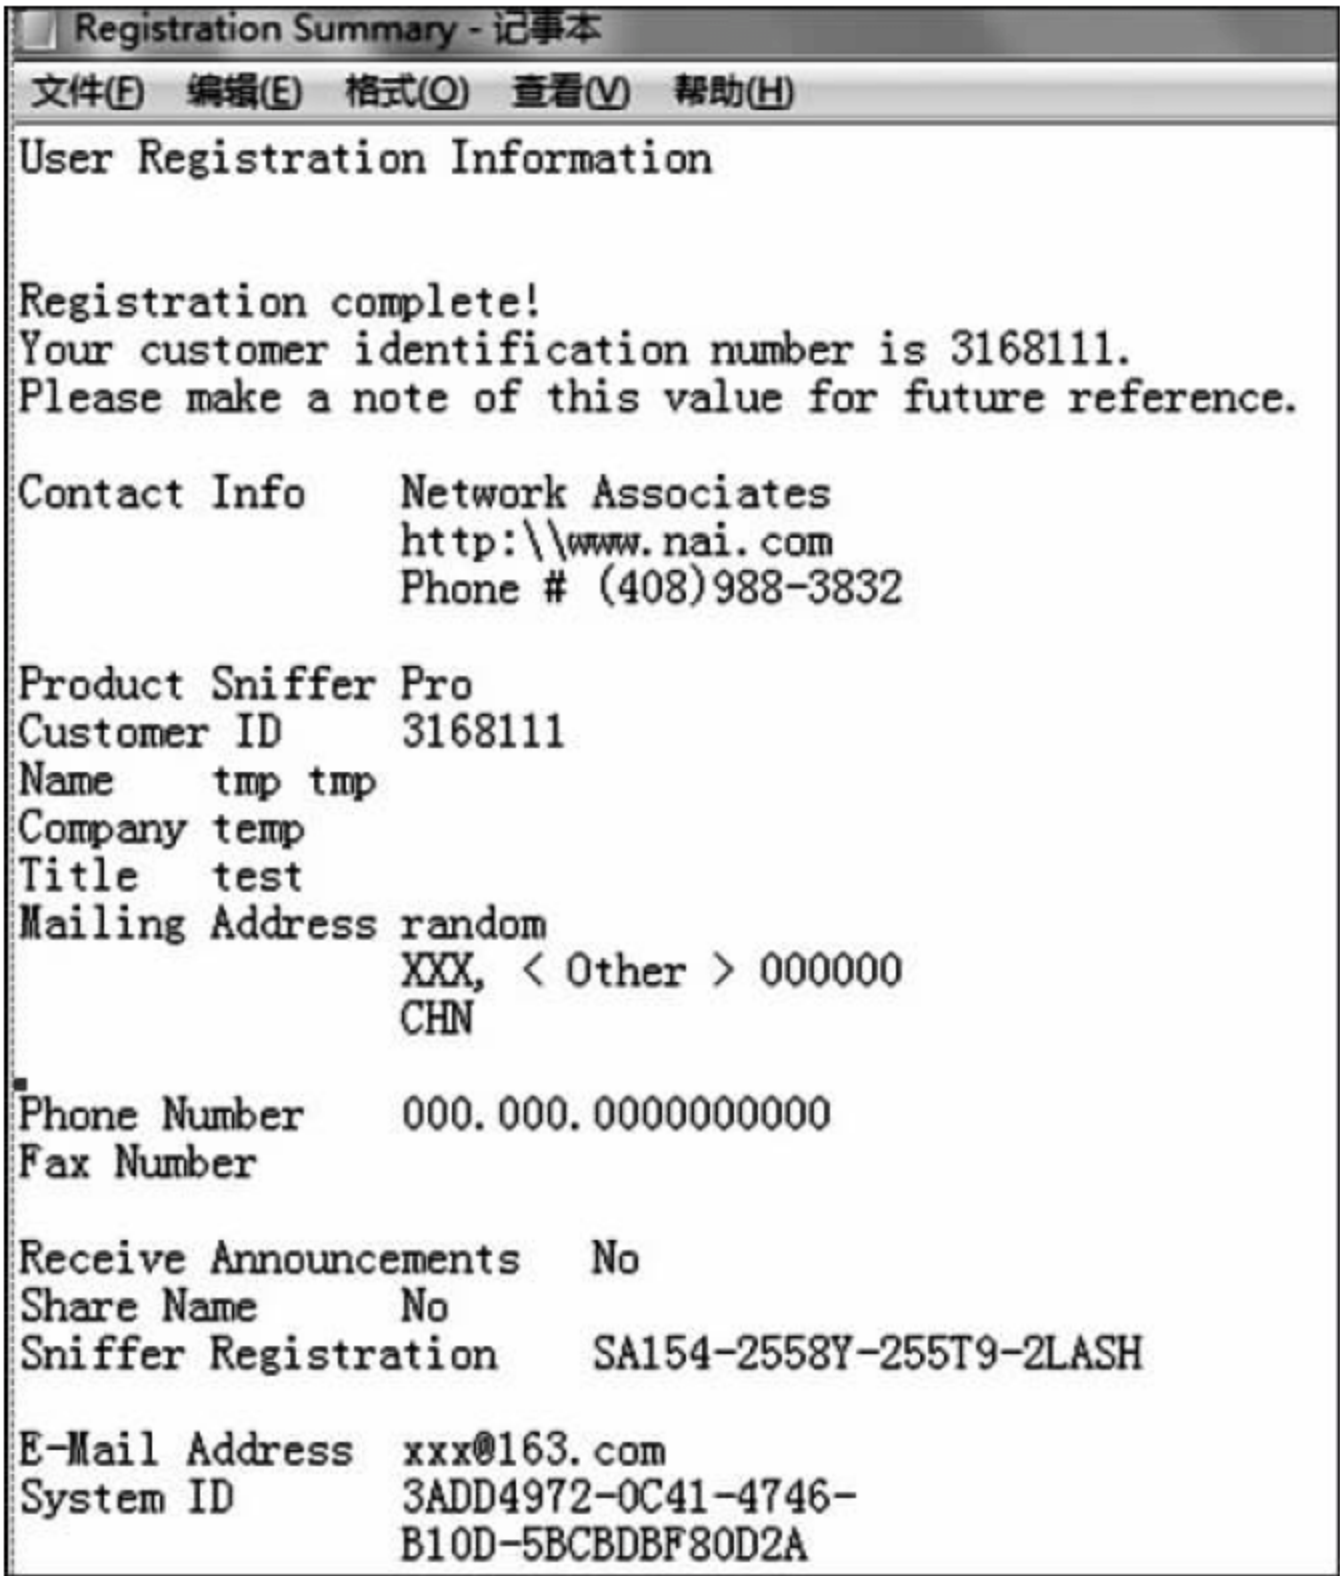 Registration Summary - 记事本
文件(F) 编辑(E) 格式(O) 查看(V) 帮助(H)
User Registration Information
Registration complete!
Your customer identification number is 3168111.
Please make a note of this value for future reference.
Contact Info Network Associates
http:\\www.nai.com
Phone # (408)988-3832
Product Sniffer Pro
Customer ID 3168111
Name tmp tmp
Company temp
Title test
Mailing Address random
XXX, < Other > 000000
CHN
Phone Number 000.000.0000000000
Fax Number
Receive Announcements No
Share Name No
Sniffer Registration SA154-2558Y-255T9-2LASH
E-Mail Address xxx@163.com
System ID 3ADD4972-0C41-4746-
B10D-5BCBDBF80D2A